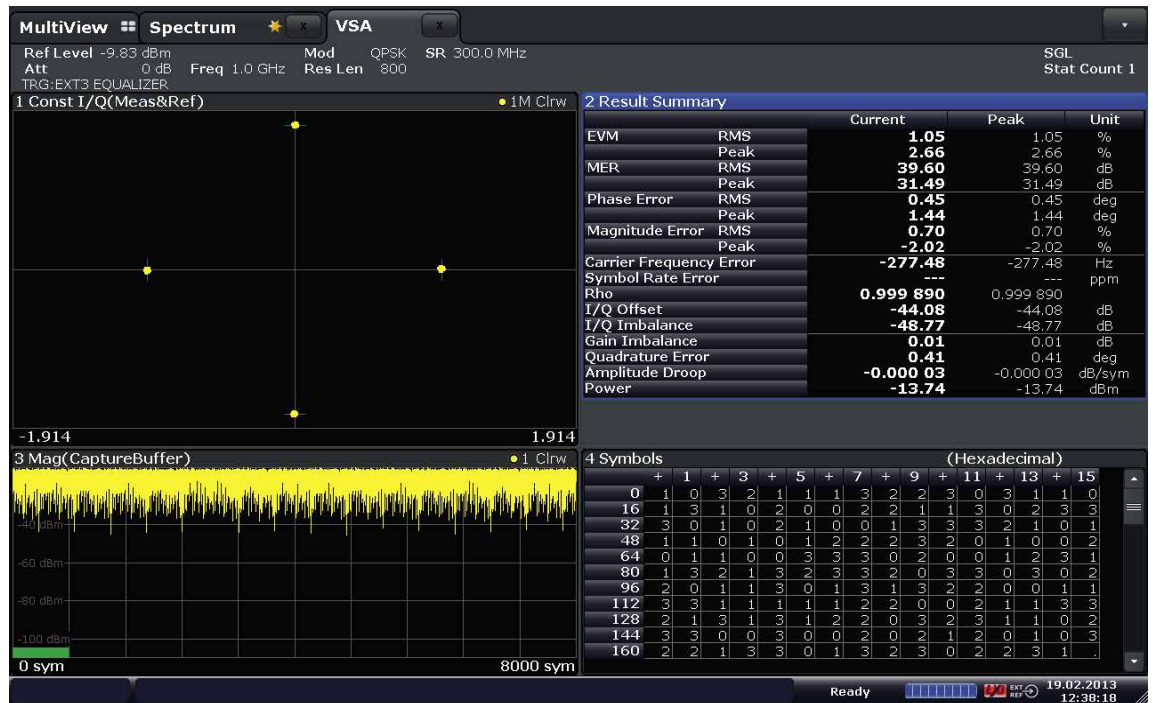 MultiView Spectrum x VSA x
Ref Level -9.83 dBm Mod QPSK SR 300.0 MHz SGL
Att 0 dB Freq 1.0 GHz Res Len 800 Stat Count 1
TRG:EXT3 EQUALIZER
1 Const I/Q(Meas&Ref) 1M Clrw
-1.914 1.914
2 Result Summary
Current Peak Unit
EVM RMS 1.05 1.05 %
Peak 2.66 2.66 %
MER RMS 39.60 39.60 dB
Peak 31.49 31.49 dB
Phase Error RMS 0.45 0.45 deg
Peak 1.44 1.44 deg
Magnitude Error RMS 0.70 0.70 %
Peak -2.02 -2.02 %
Carrier Frequency Error -277.48 -277.48 Hz
Symbol Rate Error --- --- ppm
Rho 0.999 890 0.999 890
I/Q Offset -44.08 -44.08 dB
I/Q Imbalance -48.77 -48.77 dB
Gain Imbalance 0.01 0.01 dB
Quadrature Error 0.41 0.41 deg
Amplitude Droop -0.000 03 -0.000 03 dB/sym
Power -13.74 -13.74 dBm
3 Mag(CaptureBuffer) 1 Clrw
-40 dBm
-60 dBm
-80 dBm
-100 dBm
0 sym 8000 sym
4 Symbols (Hexadecimal)
+ 1 + 3 + 5 + 7 + 9 + 11 + 13 + 15
0 1 0 3 2 1 1 1 3 2 2 3 0 3 1 1 0
16 1 3 1 0 2 0 0 2 2 1 1 3 0 2 3 3
32 3 0 1 0 2 1 0 0 1 3 3 3 2 1 0 1
48 1 1 0 1 0 1 2 2 2 3 2 0 1 0 0 2
64 0 1 1 0 0 3 3 3 0 2 0 0 1 2 3 1
80 1 3 2 1 3 2 3 3 2 0 3 3 0 3 0 2
96 2 0 1 1 3 0 1 3 1 3 2 2 0 0 1 1
112 3 3 1 1 1 1 1 2 2 0 0 2 1 1 3 3
128 2 1 3 1 3 1 2 2 0 3 2 3 1 1 0 2
144 3 3 0 0 3 0 0 2 0 2 1 2 0 1 0 3
160 2 2 1 3 3 0 1 3 2 3 0 2 2 3 1 .
Ready EXT REF 19.02.2013
12:38:18